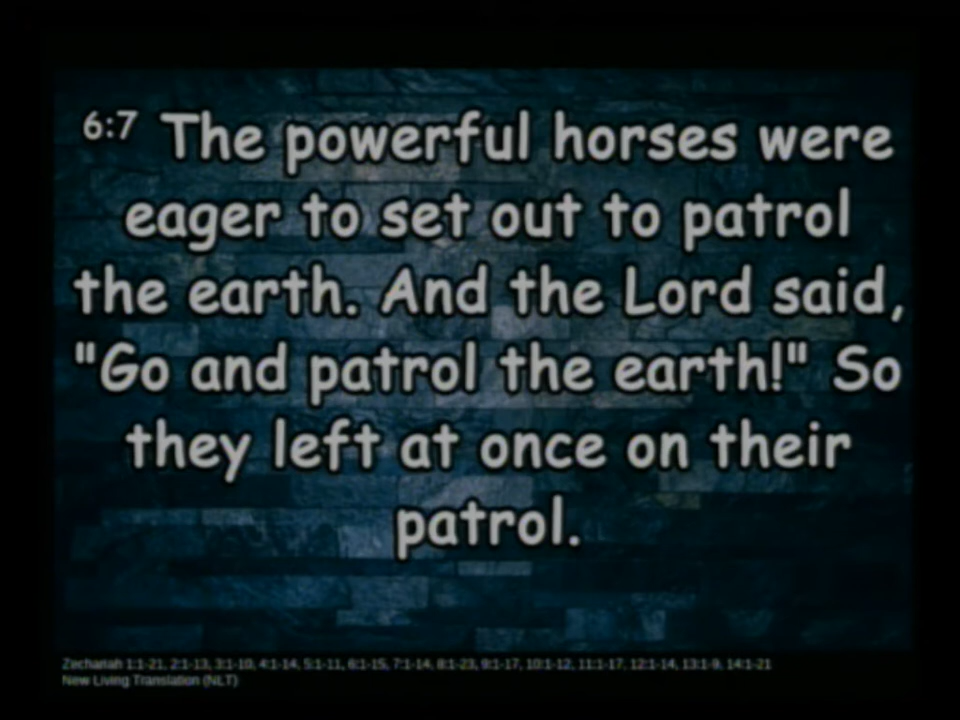 6:7 The powerful horses were
eager to set out to patrol
the earth. And the Lord said,
"Go and patrol the earth!" So
they left at once on their
patrol.
Zechariah 1:1-21, 2:1-13, 3:1-10, 4:1-14, 5:1-11, 6:1-15, 7:1-14, 8:1-23, 9:1-17, 10:1-12, 11:1-17, 12:1-14, 13:1-9, 14:1-21
New Living Translation (NLT)